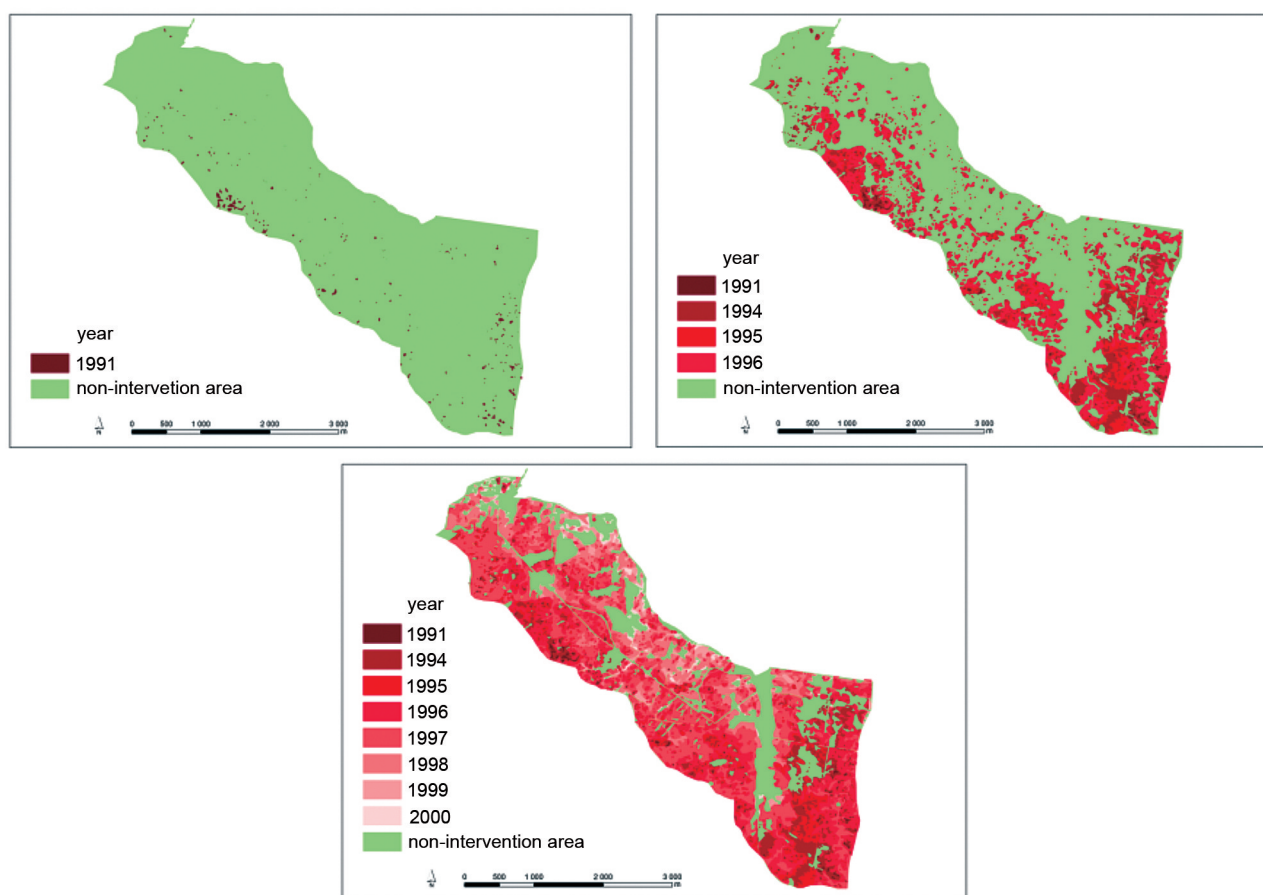 year
1991
non-intervetion area
N
0 500 1 000 2 000 3 000
m
year
1991
1994
1995
1996
non-intervention area
N
0 500 1 000 2 000 3 000
m
year
1991
1994
1995
1996
1997
1998
1999
2000
non-intervention area
N
0 500 1 000 2 000 3 000
m